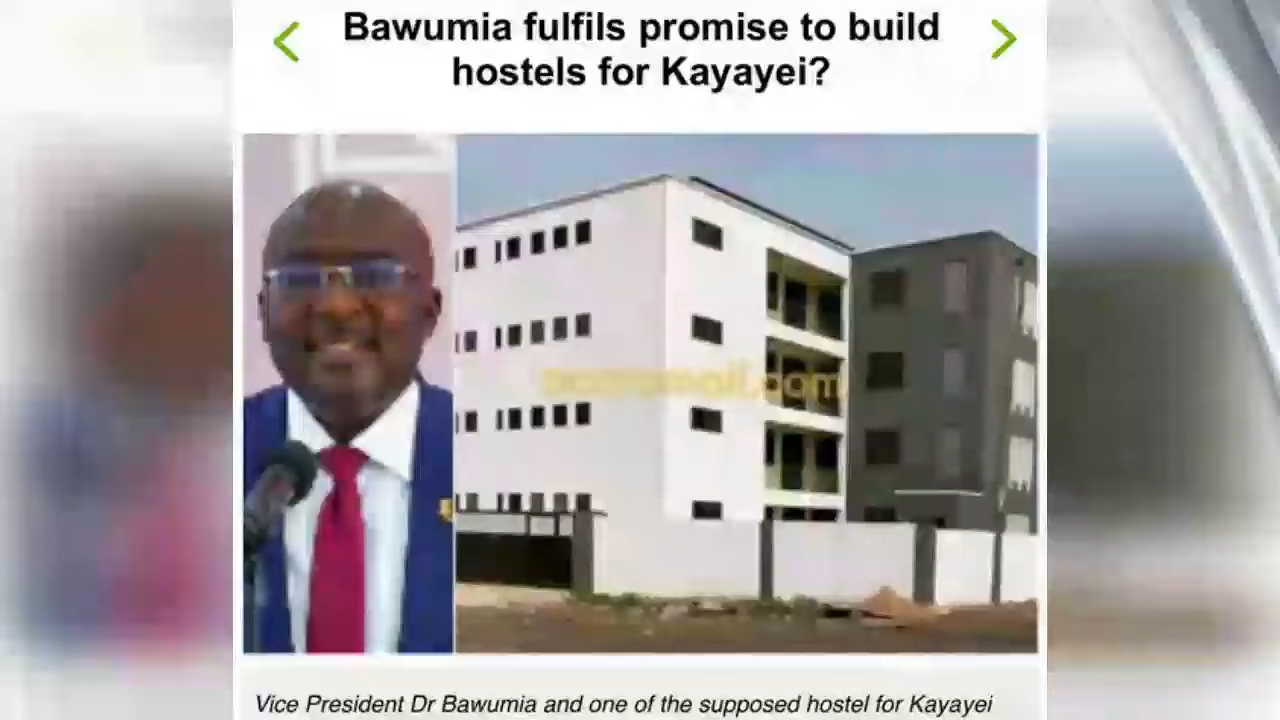 Bawumia fulfils promise to build
hostels for Kayayei?
Vice President Dr Bawumia and one of the supposed hostel for Kayayei